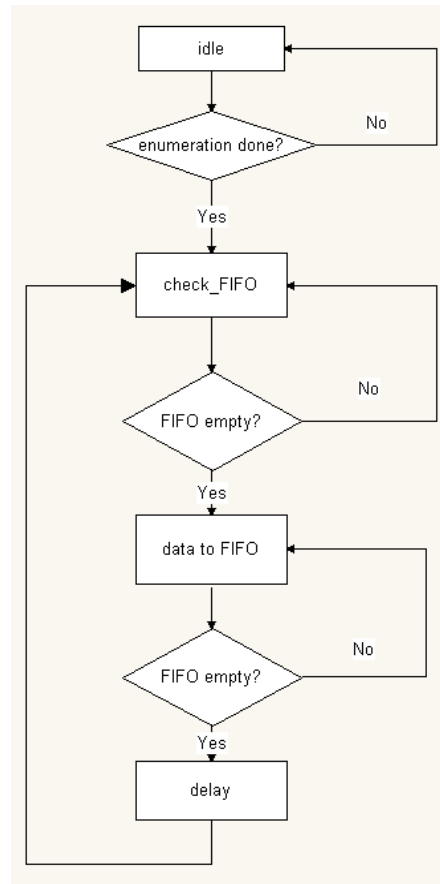 idle
No
enumeration done?
Yes
check_FIFO
No
FIFO empty?
Yes
data to FIFO
No
FIFO empty?
Yes
delay